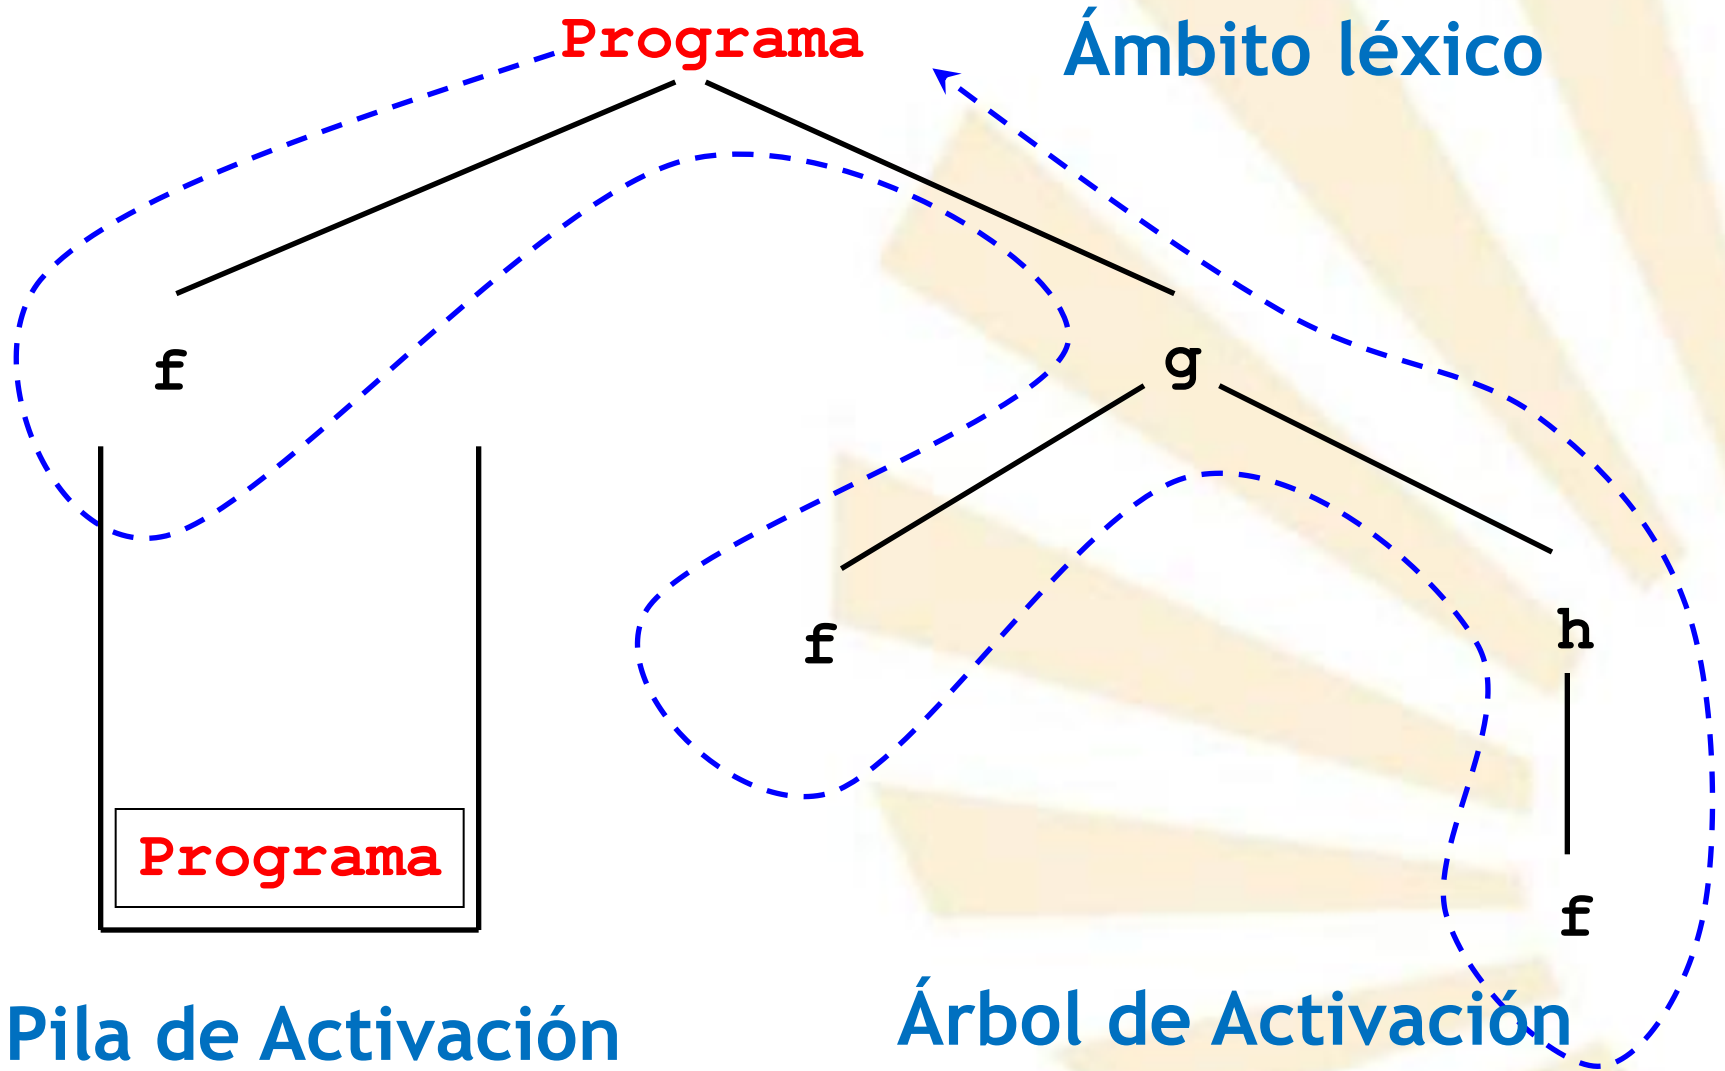 Programa
Ámbito léxico
f
g
f
h
Programa
f
Pila de Activación
Árbol de Activación